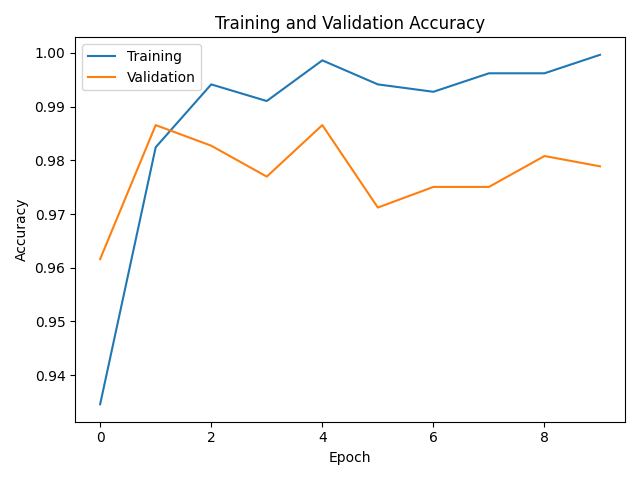 Training and Validation Accuracy
Training
Validation
1.00
0.99
0.98
0.97
0.96
0.95
0.94
Accuracy
0 2 4 6 8
Epoch